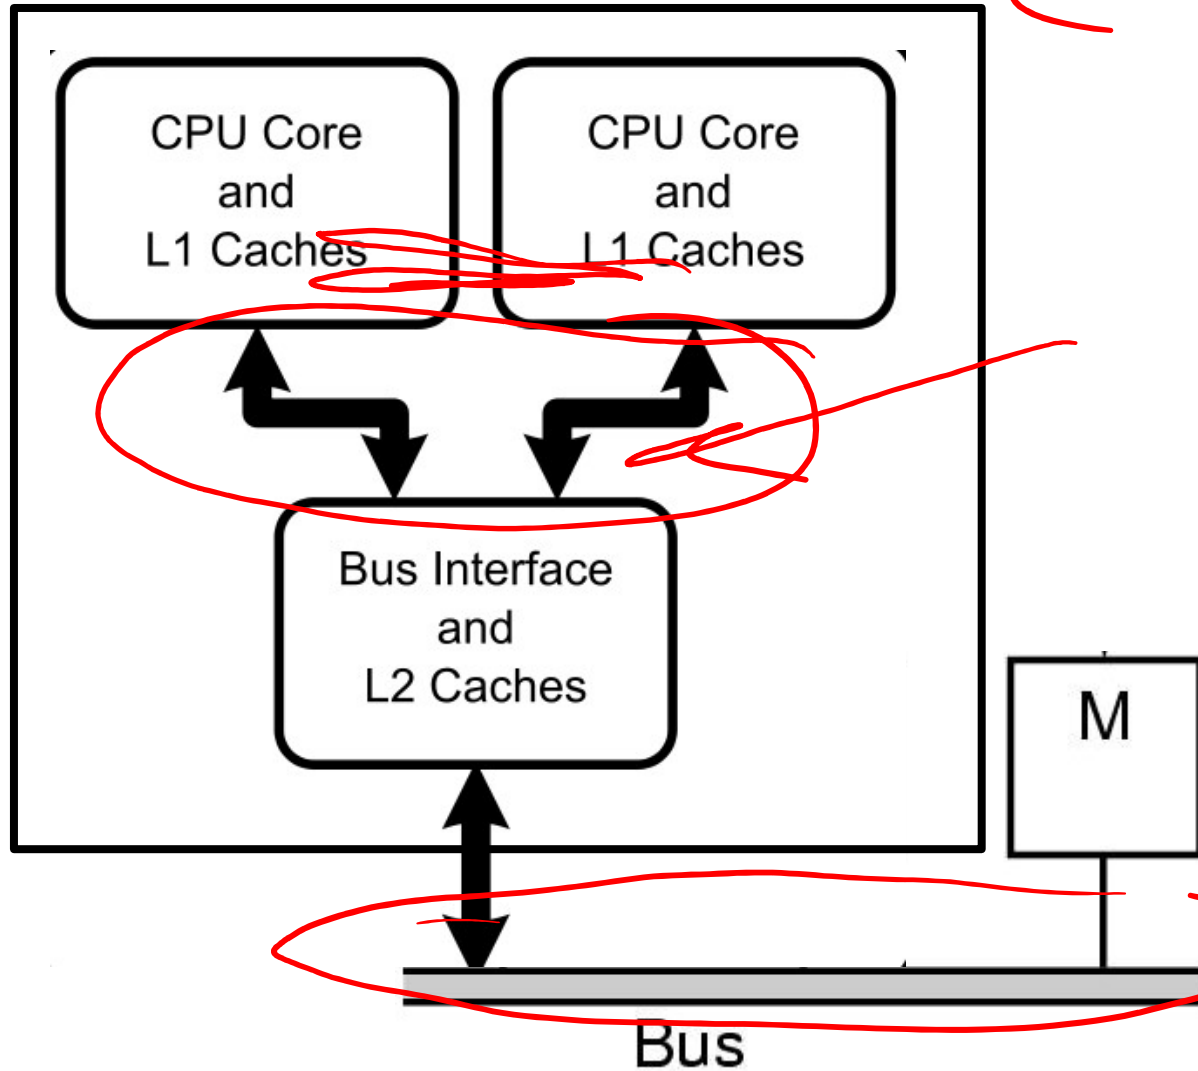 CPU Core
and
L1 Caches
CPU Core
and
L1 Caches
Bus Interface
and
L2 Caches
M
Bus